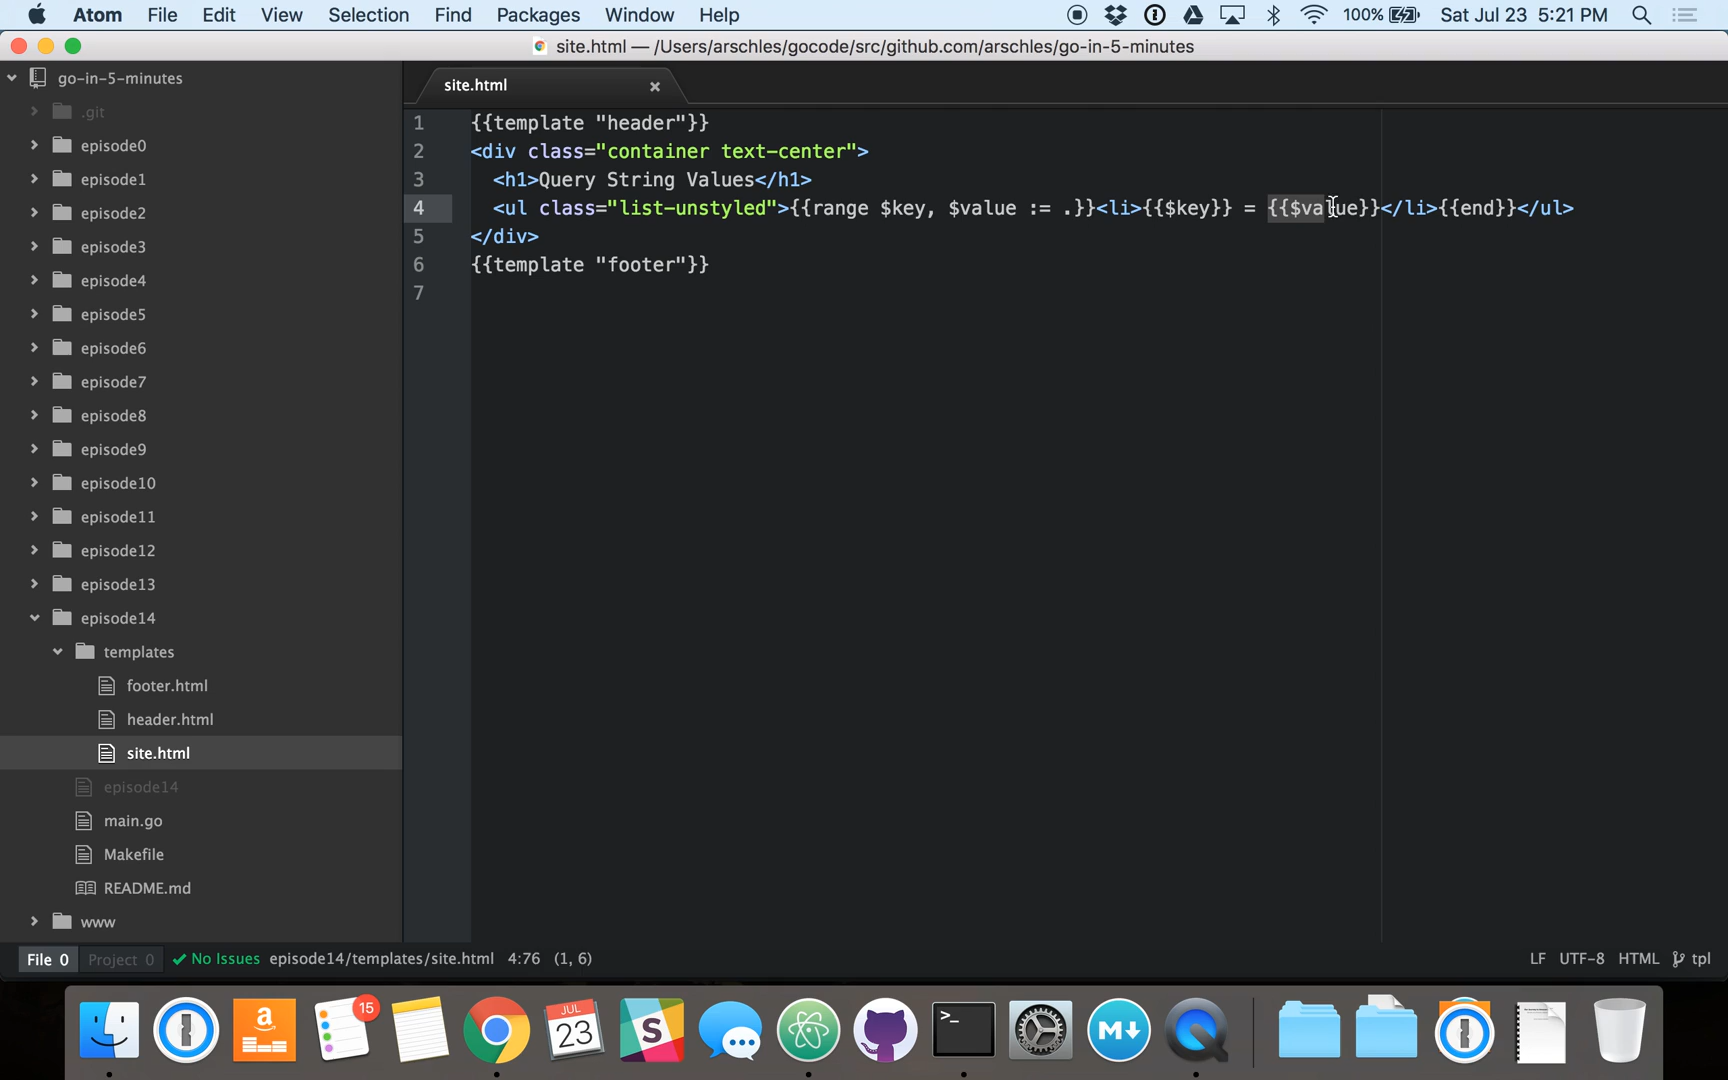 Atom File Edit View Selection Find Packages Window Help 100% Sat Jul 23 5:21 PM
site.html — /Users/arschles/gocode/src/github.com/arschles/go-in-5-minutes
go-in-5-minutes
.git
episode0
episode1
episode2
episode3
episode4
episode5
episode6
episode7
episode8
episode9
episode10
episode11
episode12
episode13
episode14
templates
footer.html
header.html
site.html
episode14
main.go
Makefile
README.md
www
site.html
1 {{template "header"}}
2 <div class="container text-center">
3 <h1>Query String Values</h1>
4 <ul class="list-unstyled">{{range $key, $value := .}}<li>{{$key}} = {{$value}}</li>{{end}}</ul>
5 </div>
6 {{template "footer"}}
7
File 0 Project 0 No Issues episode14/templates/site.html 4:76 (1, 6) LF UTF-8 HTML tpl
15
JUL
23
S
>_
M
a